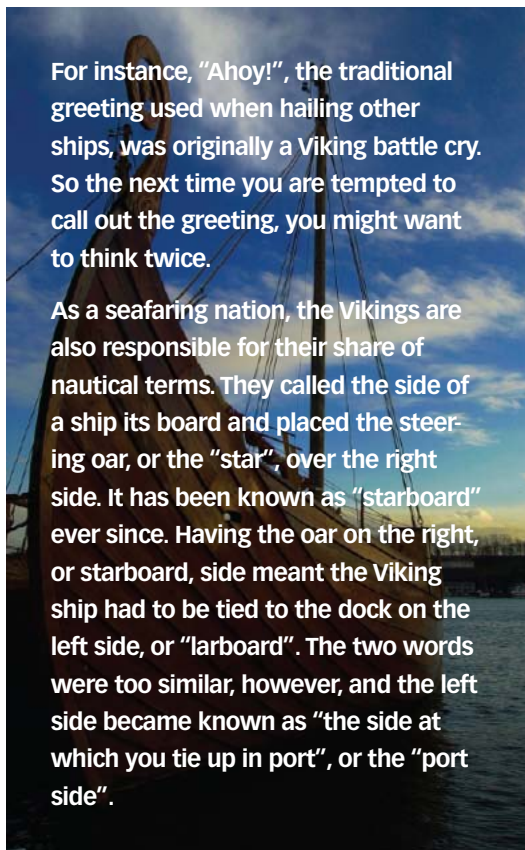 For instance, “Ahoy!”, the traditional
greeting used when hailing other
ships, was originally a Viking battle cry.
So the next time you are tempted to
call out the greeting, you might want
to think twice.
As a seafaring nation, the Vikings are
also responsible for their share of
nautical terms. They called the side of
a ship its board and placed the steer-
ing oar, or the “star”, over the right
side. It has been known as “starboard”
ever since. Having the oar on the right,
or starboard, side meant the Viking
ship had to be tied to the dock on the
left side, or “larboard”. The two words
were too similar, however, and the left
side became known as “the side at
which you tie up in port”, or the “port
side”.